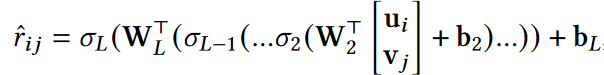 r̂ᵢⱼ = σ_L(W_L^⊤(σ_{L−1}(...σ₂(W₂^⊤ [uᵢ vⱼ] + b₂)...)) + b_L